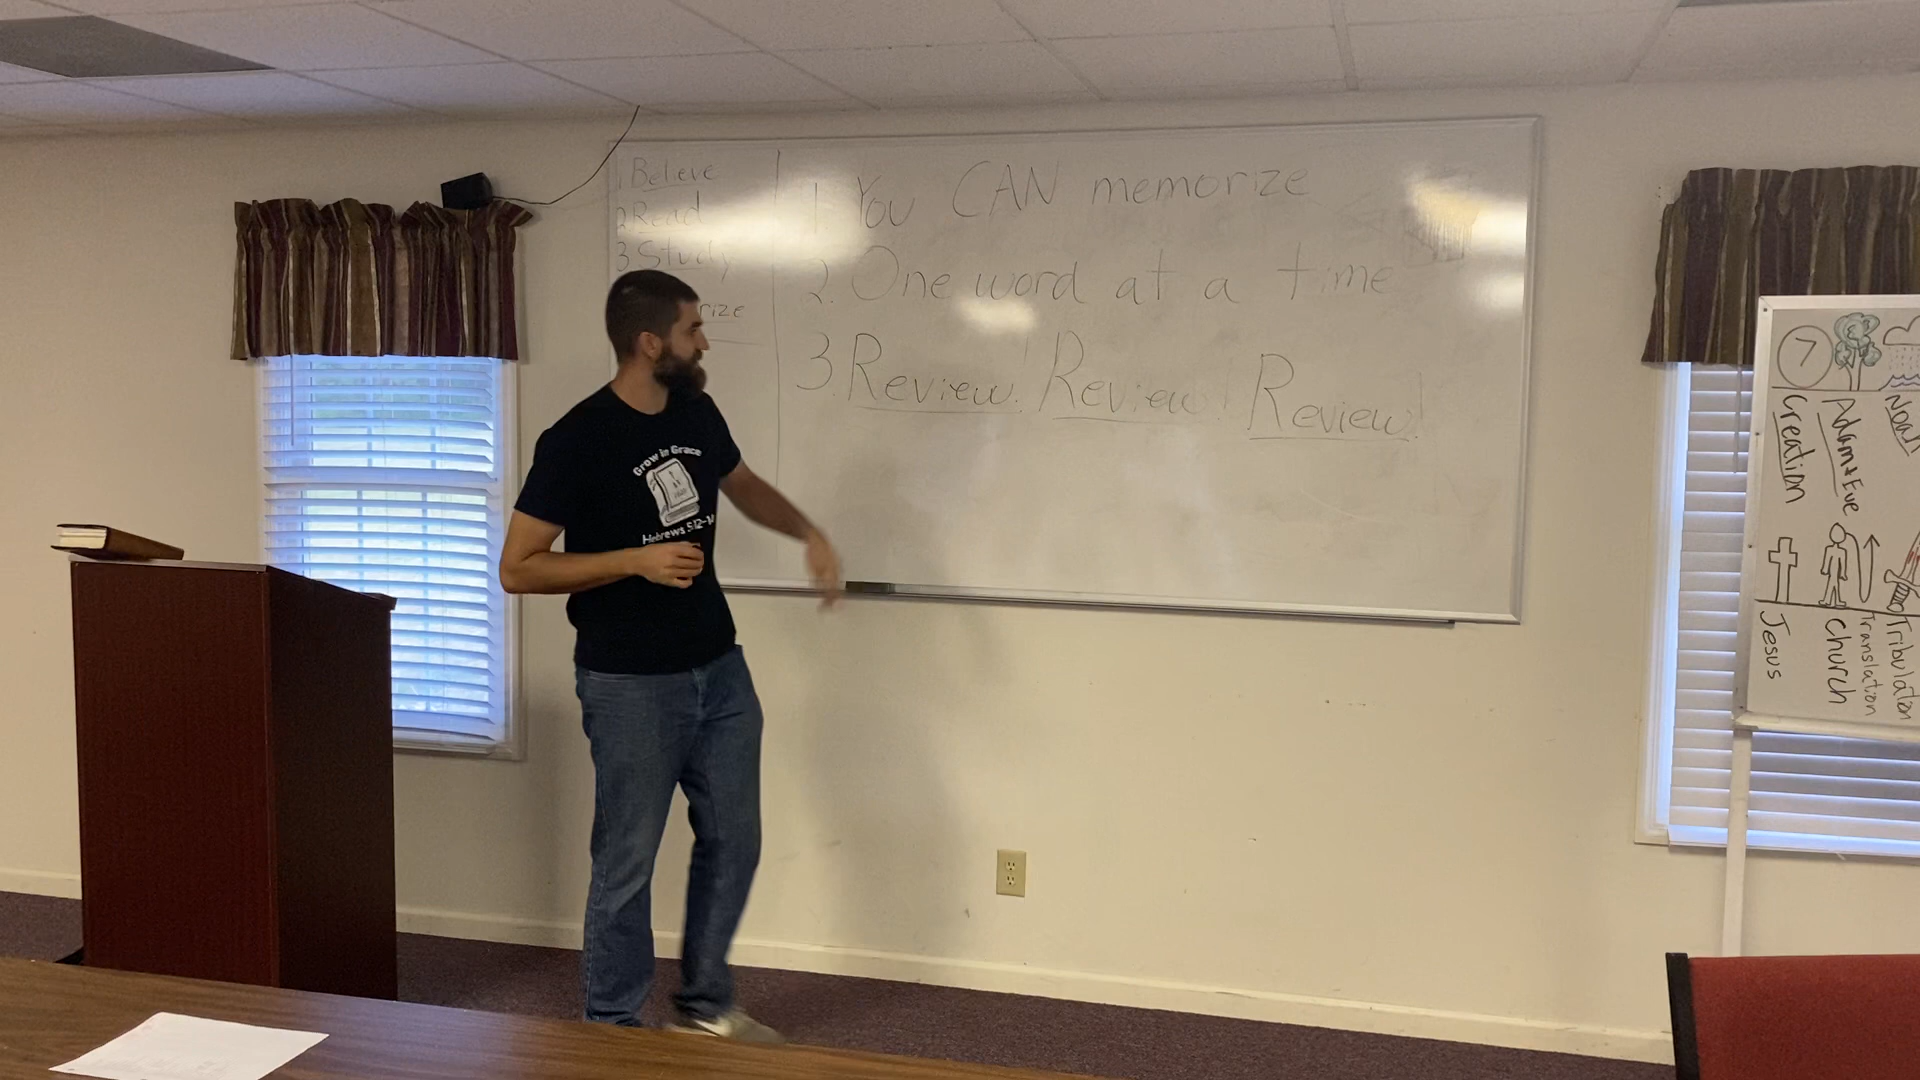 1 Believe
2 Read
3 Study
rize
1. You CAN memorize
2. One word at a time
3. Review! Review! Review!
Grow in Grace
Hebrews 5:12-14
7
Creation
Adam + Eve
Noah
Jesus
Church
Translation
Tribulation